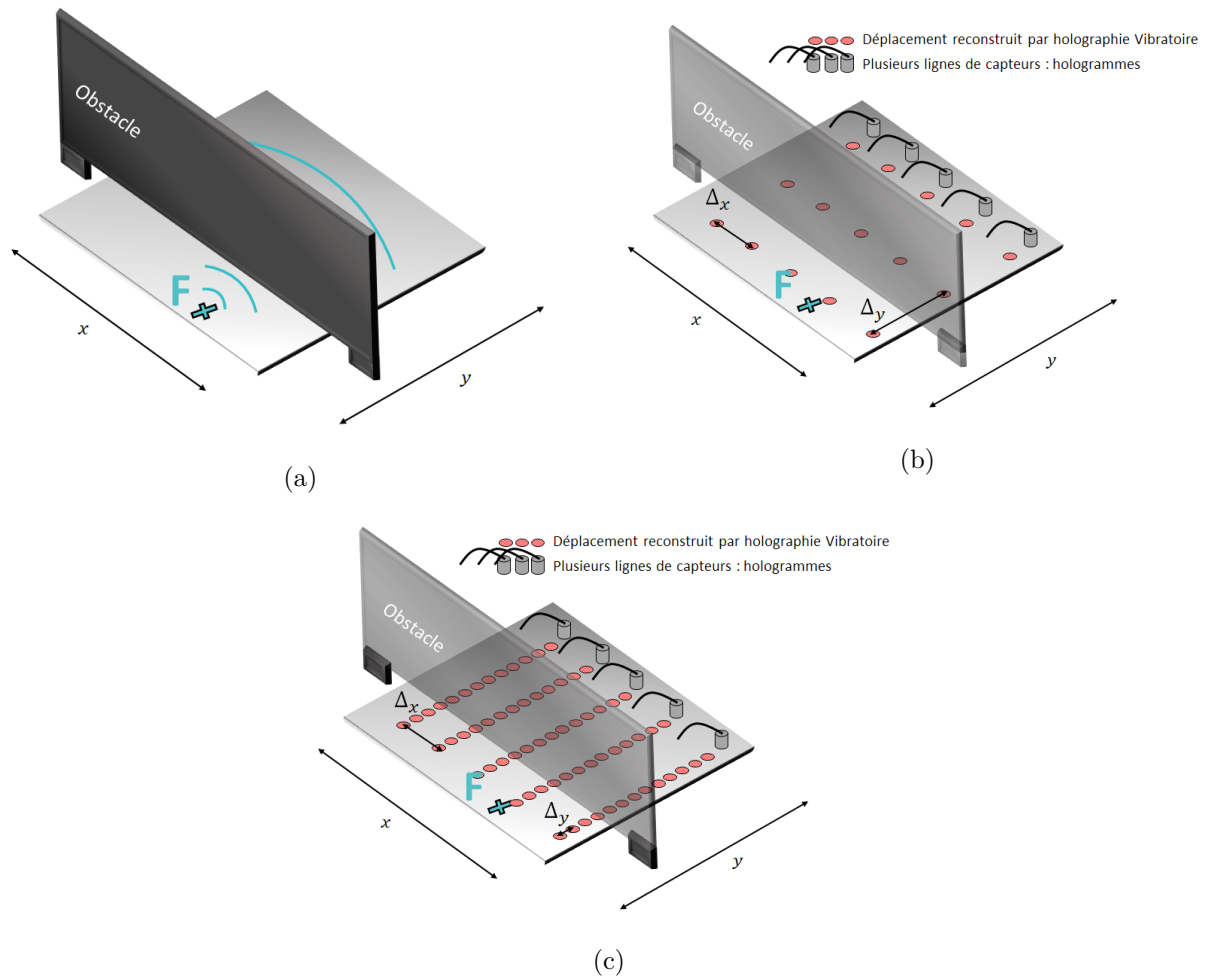 Obstacle
F
x
y
(a)
Déplacement reconstruit par holographie Vibratoire
Plusieurs lignes de capteurs : hologrammes
Obstacle
Δx
F
Δy
x
y
(b)
Déplacement reconstruit par holographie Vibratoire
Plusieurs lignes de capteurs : hologrammes
Obstacle
Δx
F
Δy
x
y
(c)